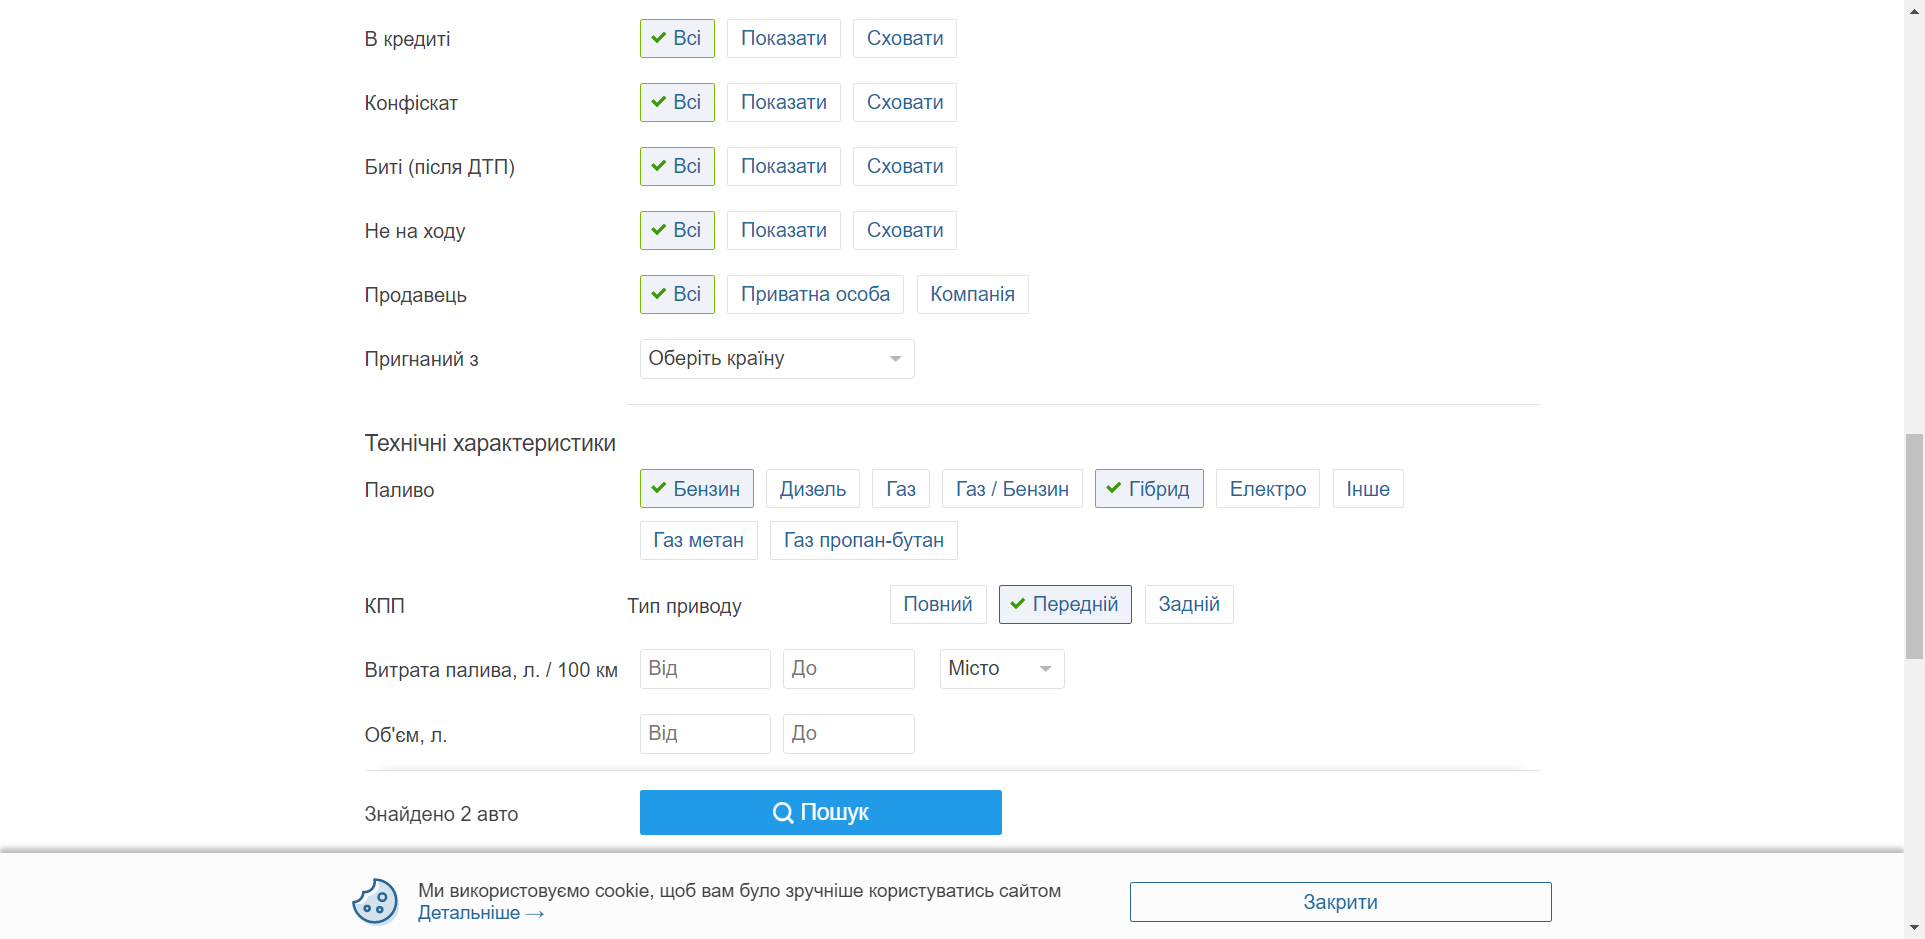 В кредиті Всі Показати Сховати
Конфіскат Всі Показати Сховати
Биті (після ДТП) Всі Показати Сховати
Не на ходу Всі Показати Сховати
Продавець Всі Приватна особа Компанія
Пригнаний з Оберіть країну
Технічні характеристики
Паливо Бензин Дизель Газ Газ / Бензин Гібрид Електро Інше
Газ метан Газ пропан-бутан
КПП Тип приводу Повний Передній Задній
Витрата палива, л. / 100 км Від До Місто
Об'єм, л. Від До
Знайдено 2 авто Пошук
Ми використовуємо cookie, щоб вам було зручніше користуватись сайтом
Детальніше → Закрити